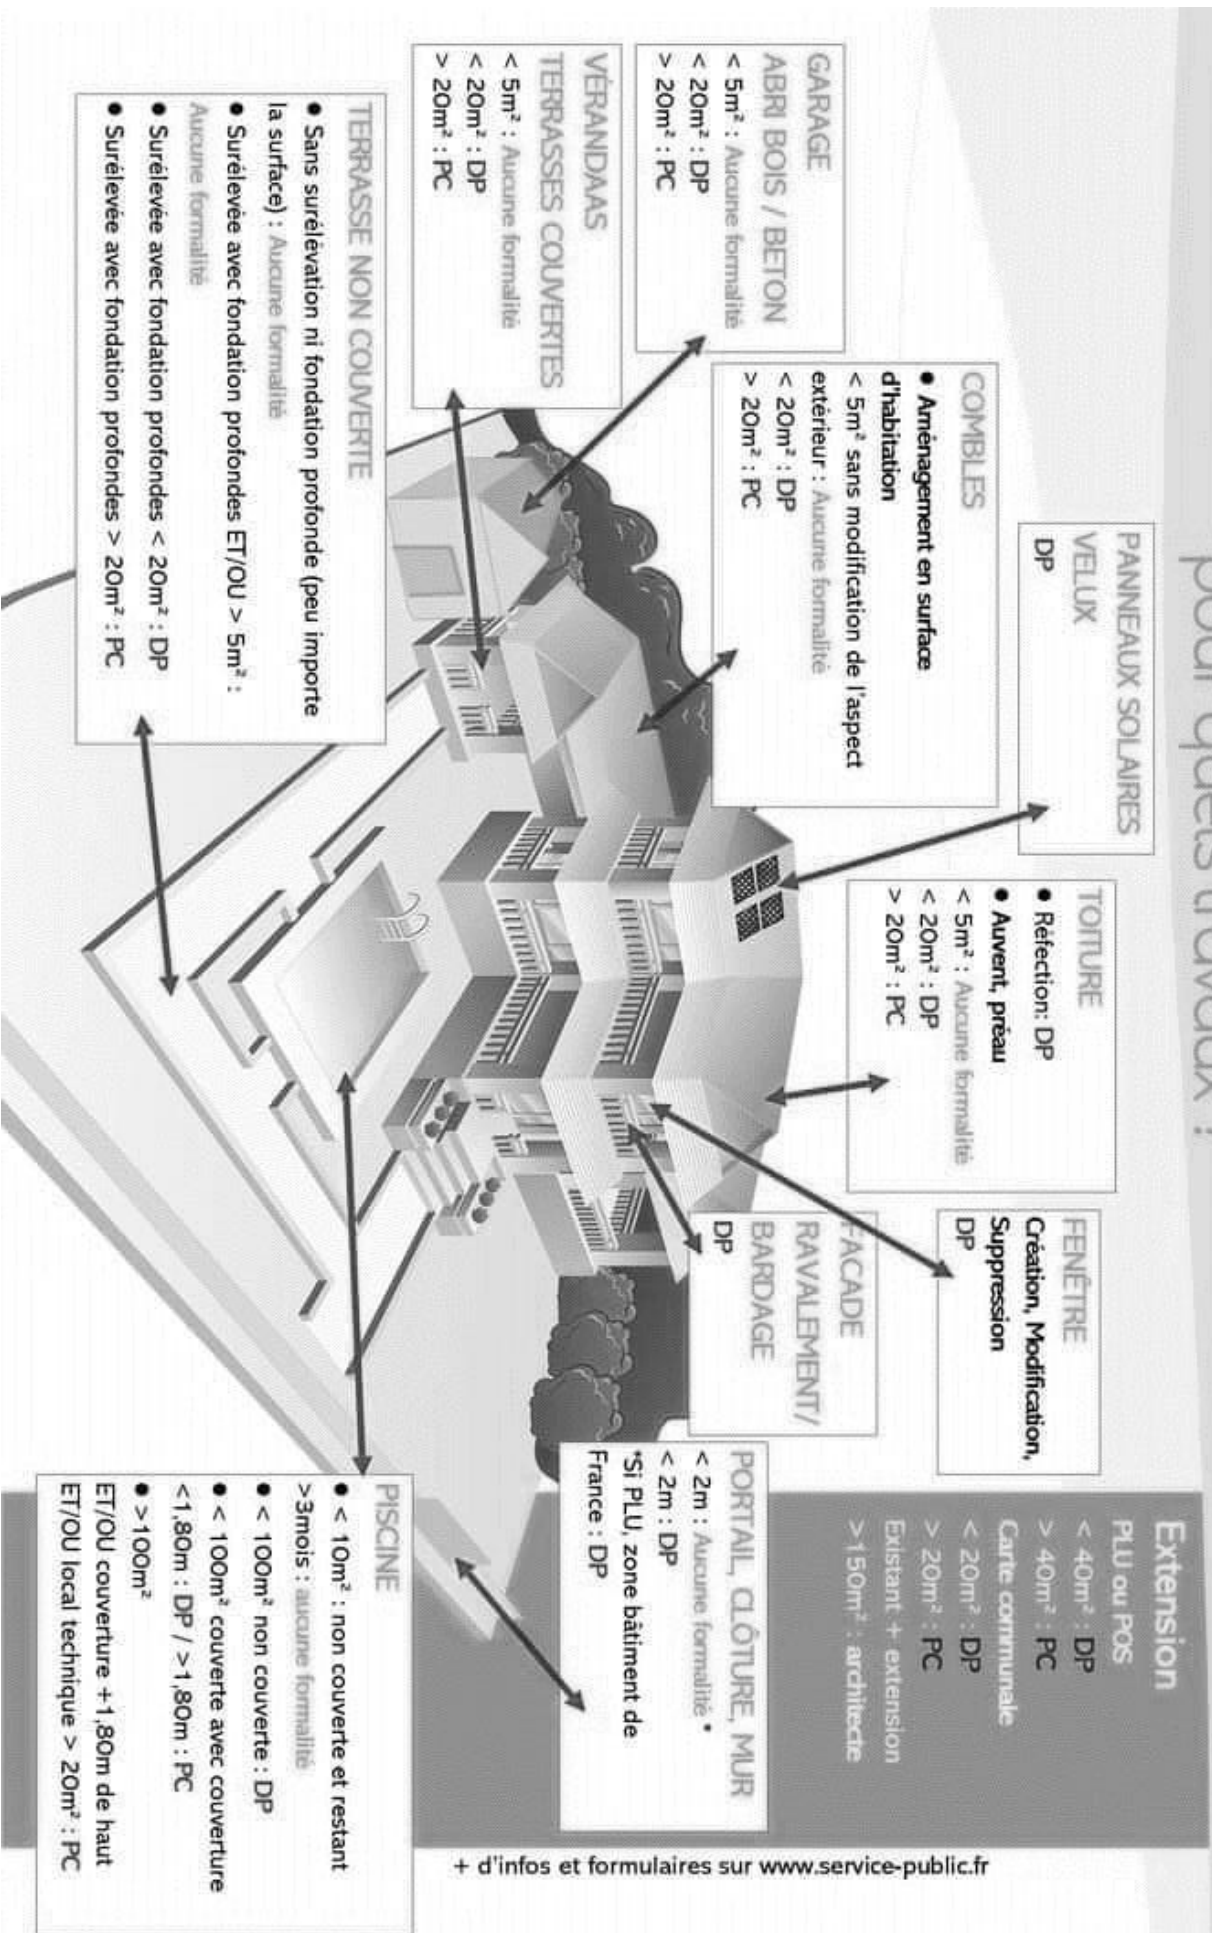 pour quels travaux :
PANNEAUX SOLAIRES
VELUX
DP
COMBLES
● Aménagement en surface
d'habitation
< 5m² sans modification de l'aspect
extérieur : Aucune formalité
< 20m² : DP
> 20m² : PC
GARAGE
ABRI BOIS / BETON
< 5m² : Aucune formalité
< 20m² : DP
> 20m² : PC
VÉRANDAAS
TERRASSES COUVERTES
< 5m² : Aucune formalité
< 20m² : DP
> 20m² : PC
TERRASSE NON COUVERTE
● Sans surélévation ni fondation profonde (peu importe
la surface) : Aucune formalité
● Surélevée avec fondation profondes ET/OU > 5m² :
Aucune formalité
● Surélevée avec fondation profondes < 20m² : DP
● Surélevée avec fondation profondes > 20m² : PC
TOITURE
● Réfection: DP
● Auvent, préau
< 5m² : Aucune formalité
< 20m² : DP
> 20m² : PC
FENÊTRE
Création, Modification,
Suppression
DP
FACADE
RAVALEMENT/
BARDAGE
DP
Extension
PLU ou POS
< 40m² : DP
> 40m² : PC
Carte communale
< 20m² : DP
> 20m² : PC
Existant + extension
>150m² : architecte
PORTAIL, CLÔTURE, MUR
< 2m : Aucune formalité *
< 2m : DP
*Si PLU, zone bâtiment de
France : DP
PISCINE
● < 10m² : non couverte et restant
>3mois : aucune formalité
● < 100m² non couverte : DP
● < 100m² couverte avec couverture
<1,80m : DP / >1,80m : PC
● >100m²
ET/OU couverture +1,80m de haut
ET/OU local technique > 20m² : PC
+ d'infos et formulaires sur www.service-public.fr